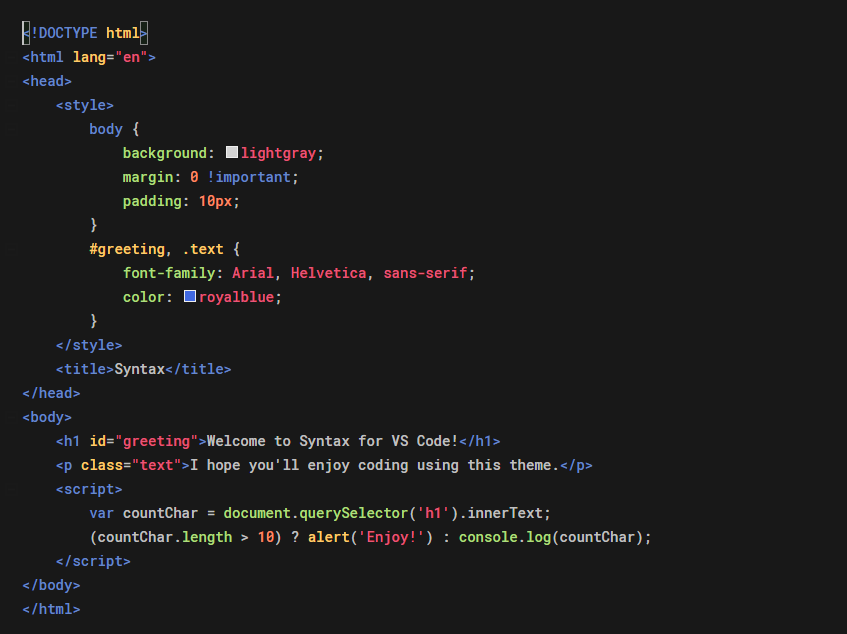 <!DOCTYPE html>
<html lang="en">
<head>
    <style>
        body {
            background: lightgray;
            margin: 0 !important;
            padding: 10px;
        }
        #greeting, .text {
            font-family: Arial, Helvetica, sans-serif;
            color: royalblue;
        }
    </style>
    <title>Syntax</title>
</head>
<body>
    <h1 id="greeting">Welcome to Syntax for VS Code!</h1>
    <p class="text">I hope you'll enjoy coding using this theme.</p>
    <script>
        var countChar = document.querySelector('h1').innerText;
        (countChar.length > 10) ? alert('Enjoy!') : console.log(countChar);
    </script>
</body>
</html>